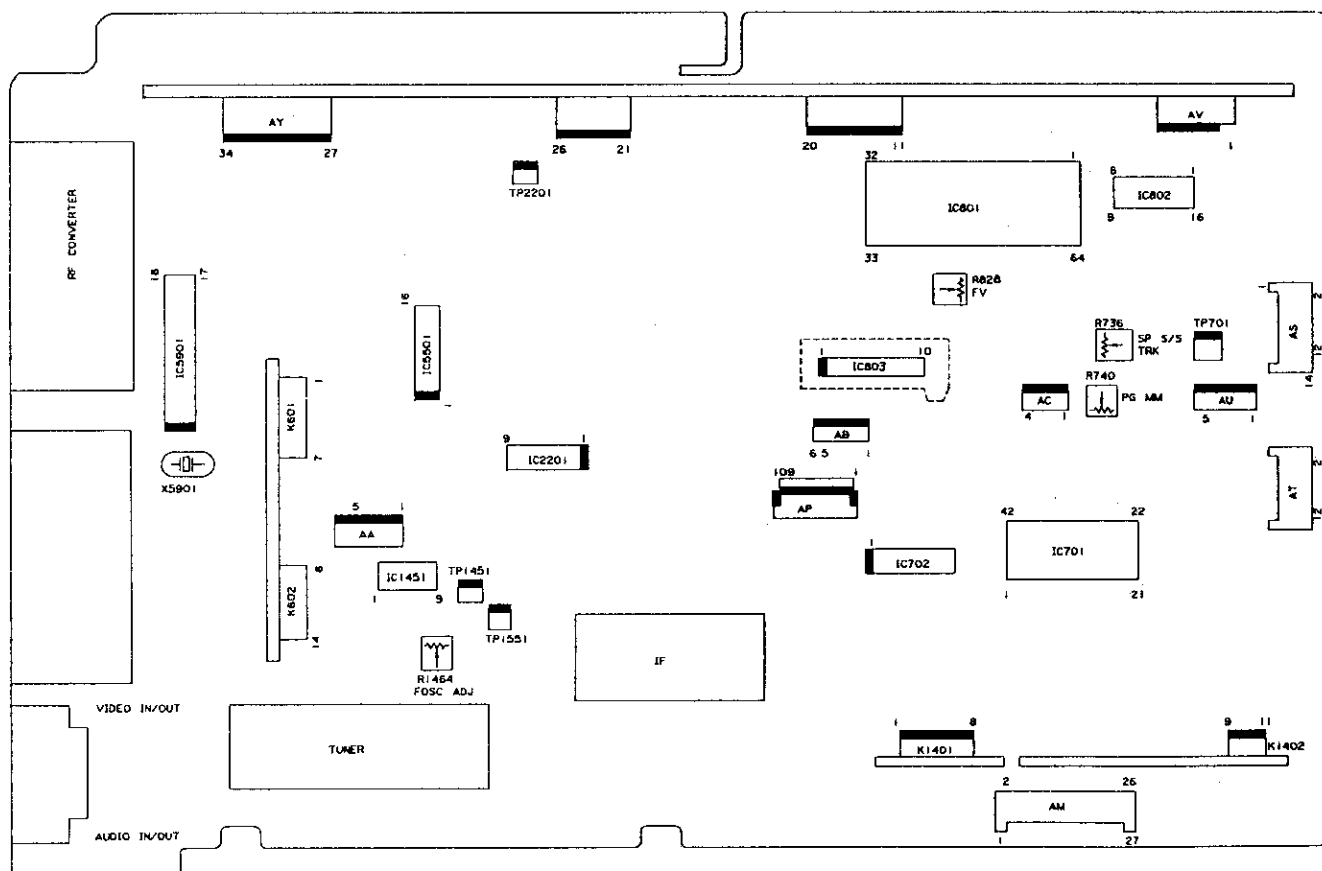 AY
34 27
26 21
20 11
AV
1
TP2201
32 1
IC801
33 64
8 1
IC802
9 16
RF CONVERTER
18 17
IC5901
X5901
16
IC5501
1
R828
FV
R736
SP S/S
TRK
TP701
1 2
AS
12
14
1 10
IC803
R740
PG MM
AC
4 1
AU
5 1
1
K601
7
9 1
IC2201
AB
6 5 1
109 1
AP
2
AT
12
5 1
AA
IC1451
1 9
TP1451
TP1551
8
K602
14
R1464
FOSC ADJ
1
IC702
42 22
IC701
1 21
IF
VIDEO IN/OUT
TUNER
1 8
K1401
9 11
K1402
2 26
AM
1 27
AUDIO IN/OUT